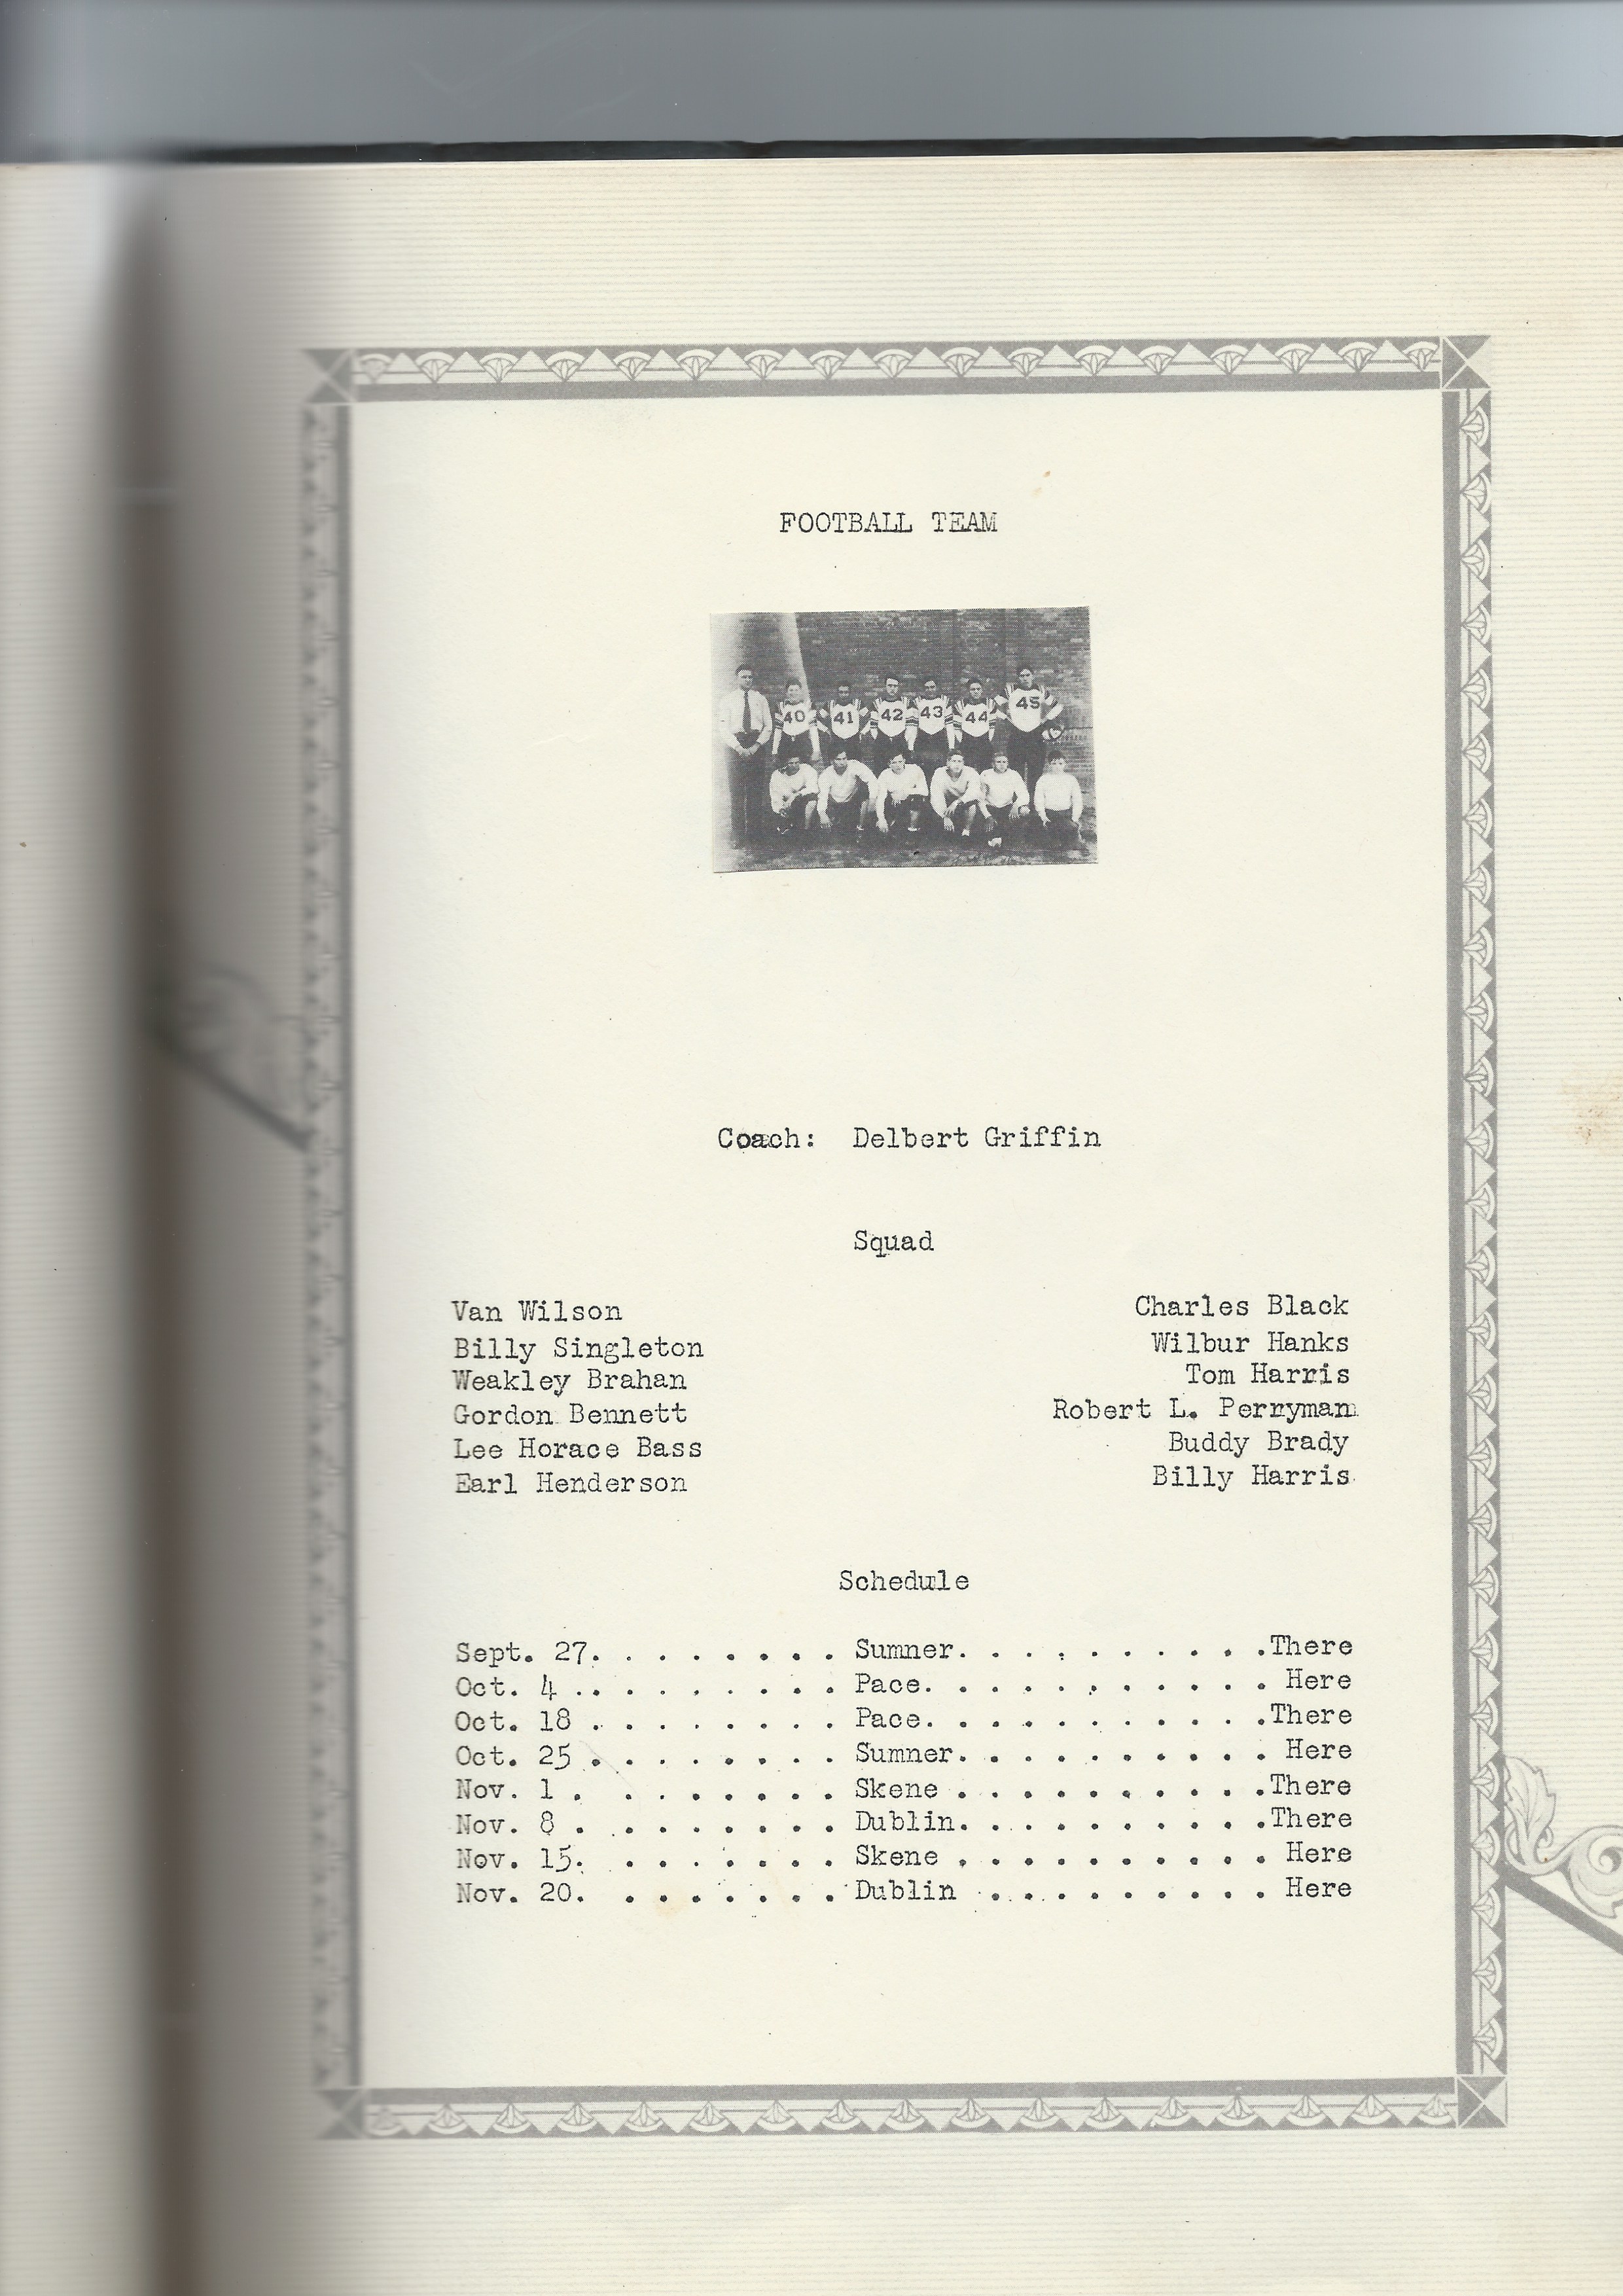 FOOTBALL TEAM
40 41 42 43 44 45
Coach: Delbert Griffin
Squad
Van Wilson Charles Black
Billy Singleton Wilbur Hanks
Weakley Brahan Tom Harris
Gordon Bennett Robert L. Perryman
Lee Horace Bass Buddy Brady
Earl Henderson Billy Harris
Schedule
Sept. 27. . . . . . . . Sumner. . . . . . . . . .There
Oct. 4 . . . . . . . . . Pace. . . . . . . . . . . Here
Oct. 18 . . . . . . . . Pace. . . . . . . . . . .There
Oct. 25 . . . . . . . . Sumner. . . . . . . . . . Here
Nov. 1 . . . . . . . . Skene . . . . . . . . . .There
Nov. 8 . . . . . . . . Dublin. . . . . . . . . .There
Nov. 15. . . . . . . . Skene . . . . . . . . . . Here
Nov. 20. . . . . . . . Dublin . . . . . . . . . Here